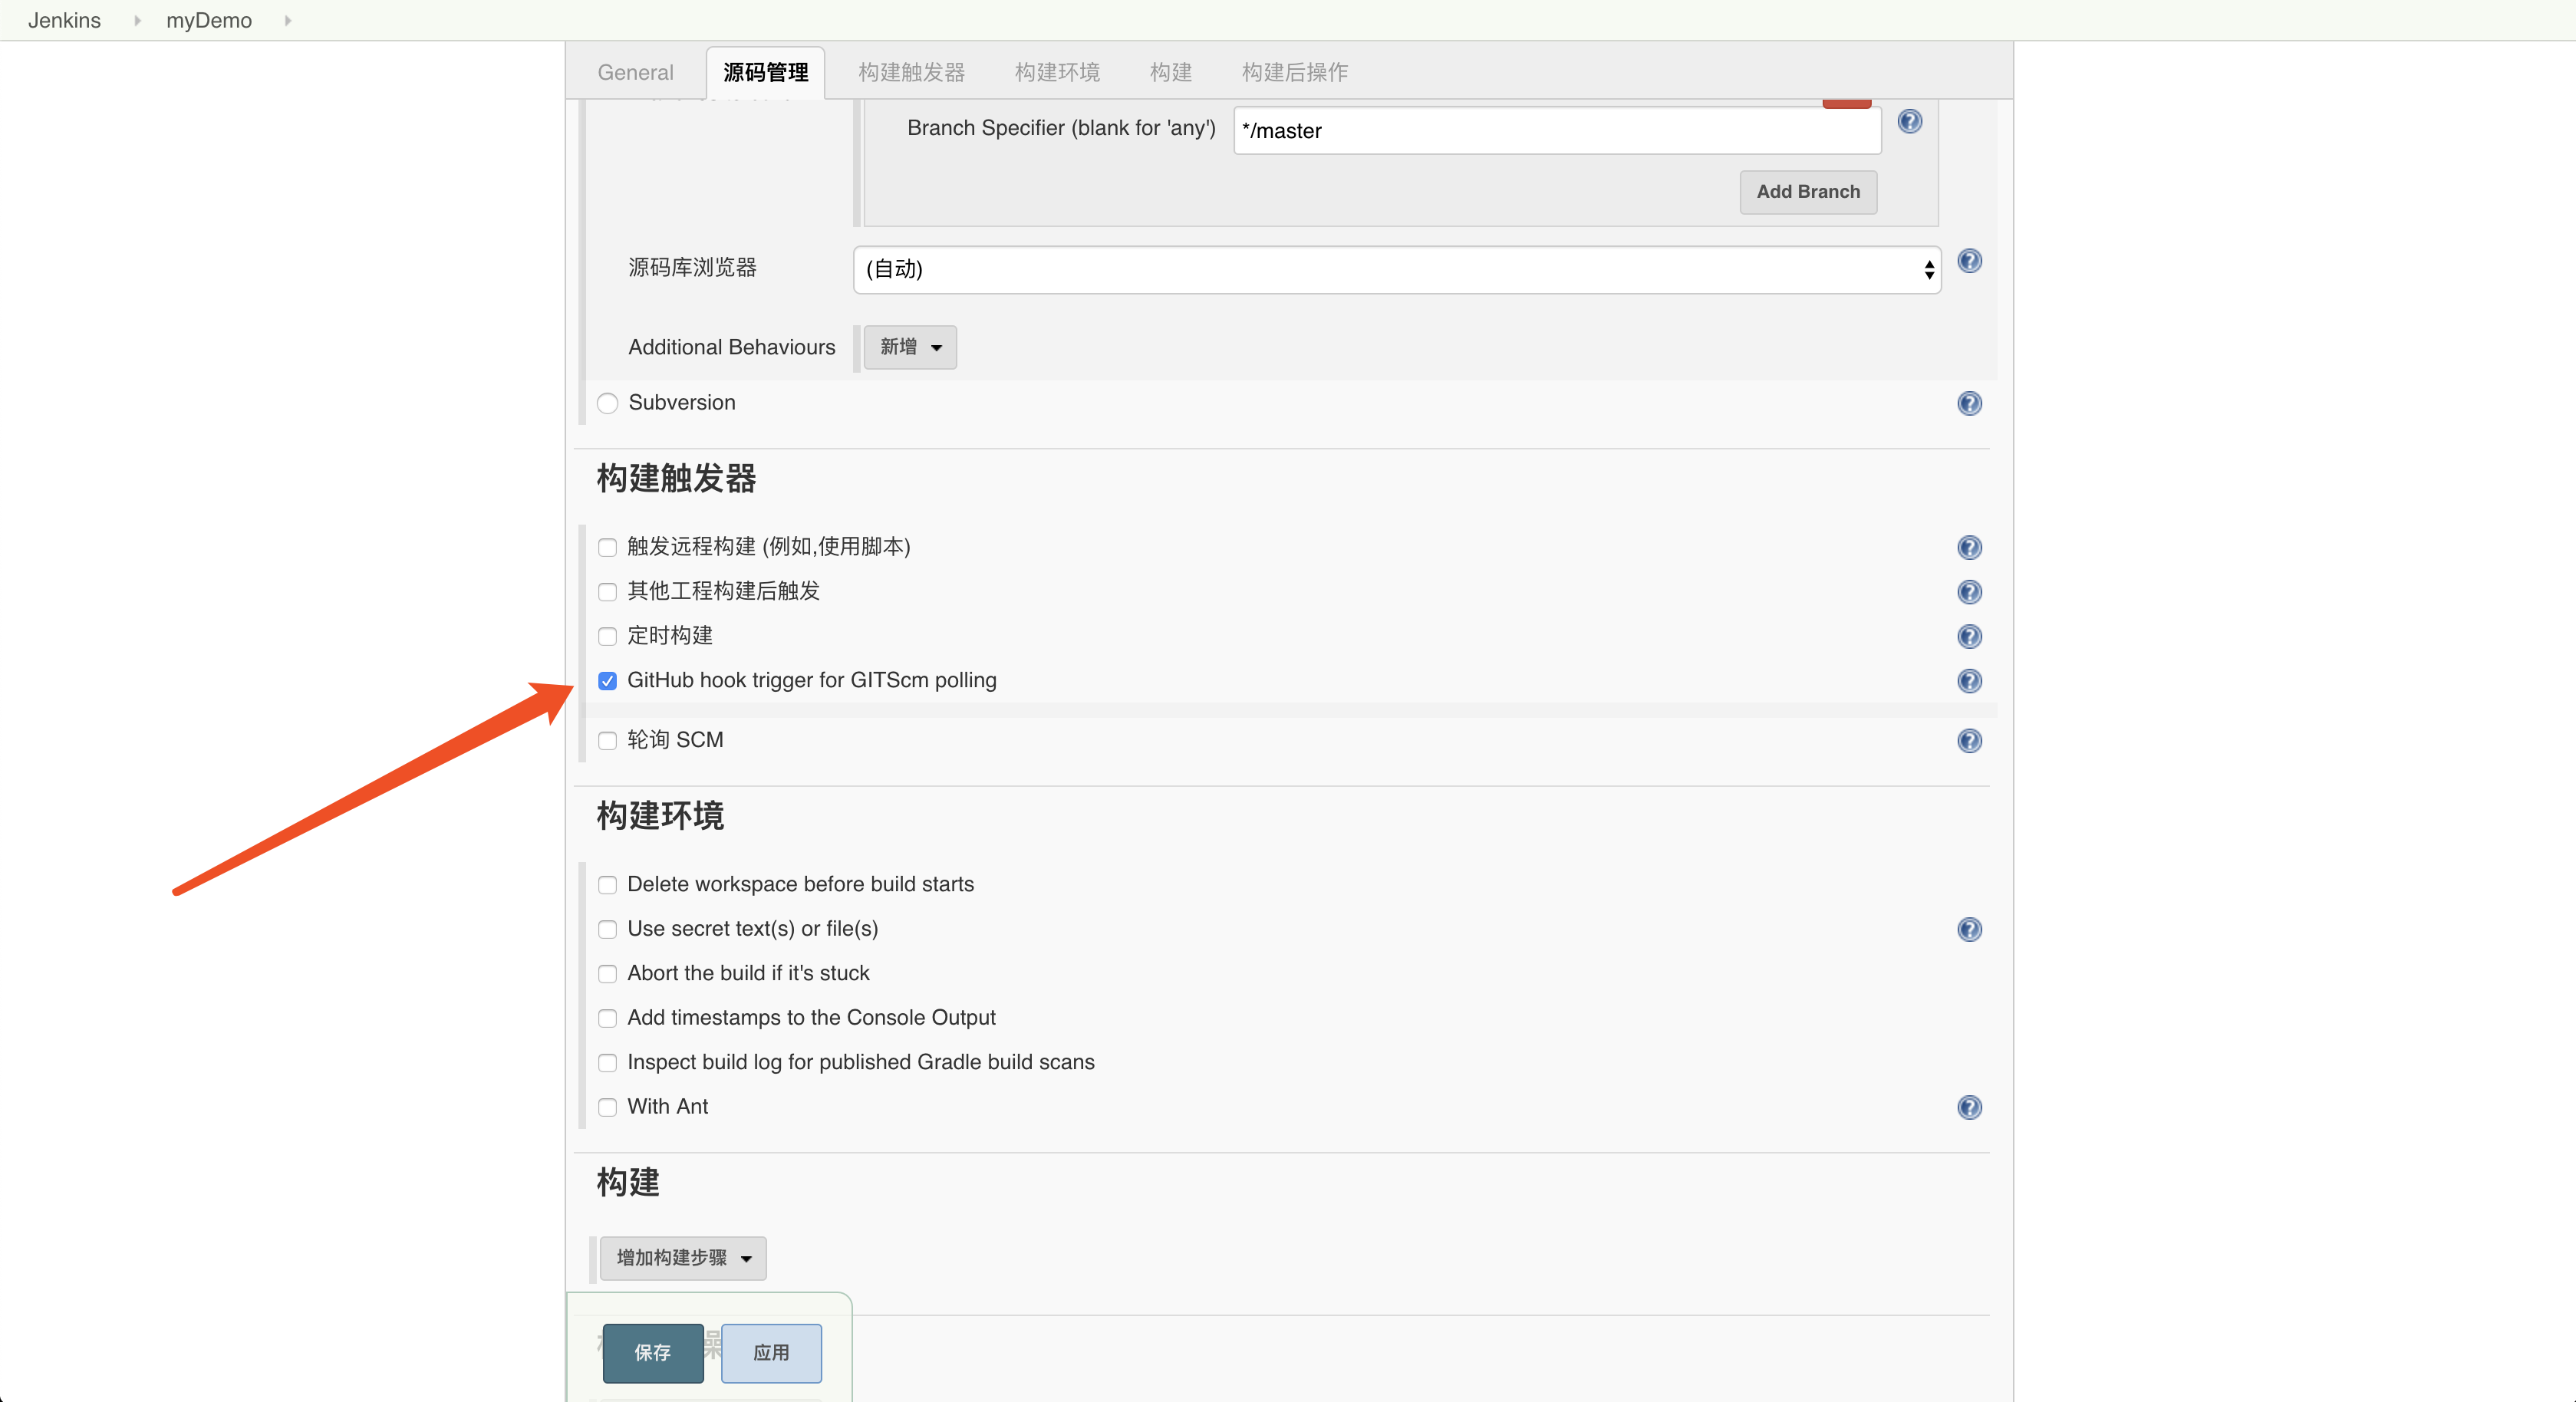 Jenkins myDemo
General 源码管理 构建触发器 构建环境 构建 构建后操作
Branch Specifier (blank for 'any') */master
Add Branch
源码库浏览器 (自动)
Additional Behaviours 新增
Subversion
构建触发器
触发远程构建 (例如,使用脚本)
其他工程构建后触发
定时构建
GitHub hook trigger for GITScm polling
轮询 SCM
构建环境
Delete workspace before build starts
Use secret text(s) or file(s)
Abort the build if it's stuck
Add timestamps to the Console Output
Inspect build log for published Gradle build scans
With Ant
构建
增加构建步骤
保存 应用